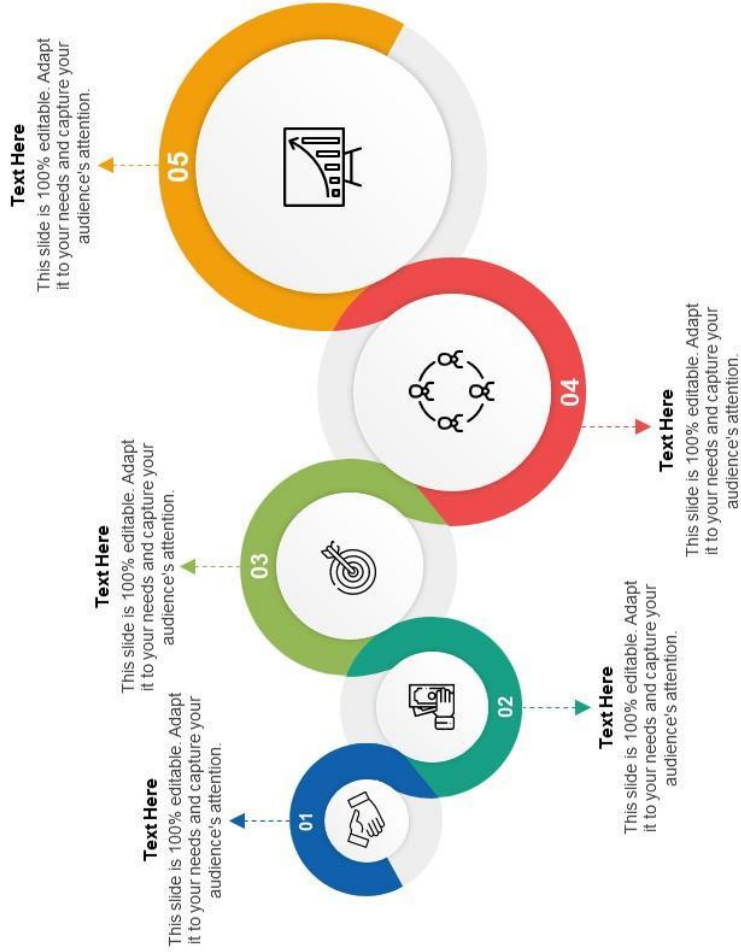 01
Text Here
This slide is 100% editable. Adapt
it to your needs and capture your
audience's attention.
02
Text Here
This slide is 100% editable. Adapt
it to your needs and capture your
audience's attention.
03
Text Here
This slide is 100% editable. Adapt
it to your needs and capture your
audience's attention.
04
Text Here
This slide is 100% editable. Adapt
it to your needs and capture your
audience's attention.
05
Text Here
This slide is 100% editable. Adapt
it to your needs and capture your
audience's attention.